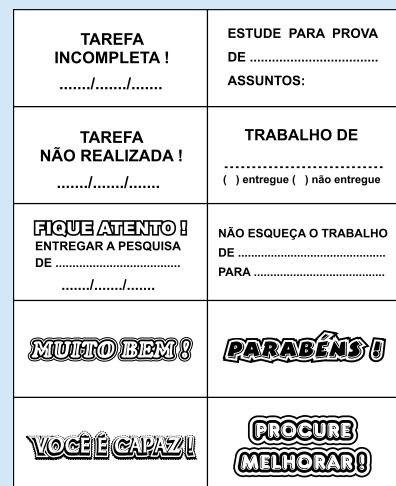 TAREFA
INCOMPLETA !
......./......./.......
ESTUDE PARA PROVA
DE .....................................
ASSUNTOS:
TAREFA
NÃO REALIZADA !
......./......./.......
TRABALHO DE
--------------------------------
( ) entregue ( ) não entregue
FIQUE ATENTO !
ENTREGAR A PESQUISA
DE ......................................
......./......./.......
NÃO ESQUEÇA O TRABALHO
DE .............................................
PARA ........................................
MUITO BEM !
PARABÉNS !
VOCÊ É CAPAZ !
PROCURE
MELHORAR !